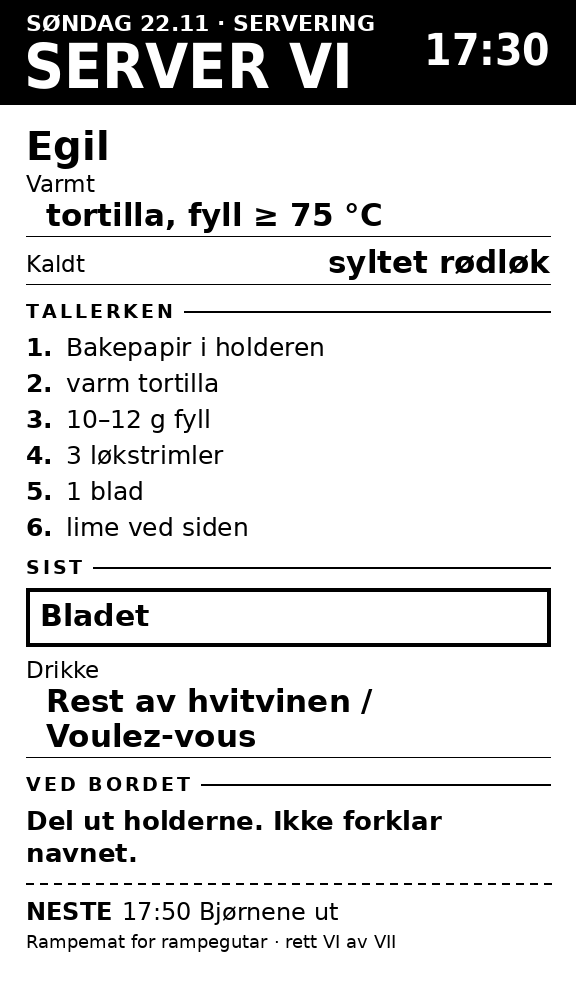 SØNDAG 22.11 · SERVERING
SERVER VI
17:30
Egil
Varmt
tortilla, fyll ≥ 75 °C
Kaldt syltet rødløk
TALLERKEN
1. Bakepapir i holderen
2. varm tortilla
3. 10–12 g fyll
4. 3 løkstrimler
5. 1 blad
6. lime ved siden
SIST
Bladet
Drikke
Rest av hvitvinen /
Voulez-vous
VED BORDET
Del ut holderne. Ikke forklar
navnet.
NESTE 17:50 Bjørnene ut
Rampemat for rampegutar · rett VI av VII